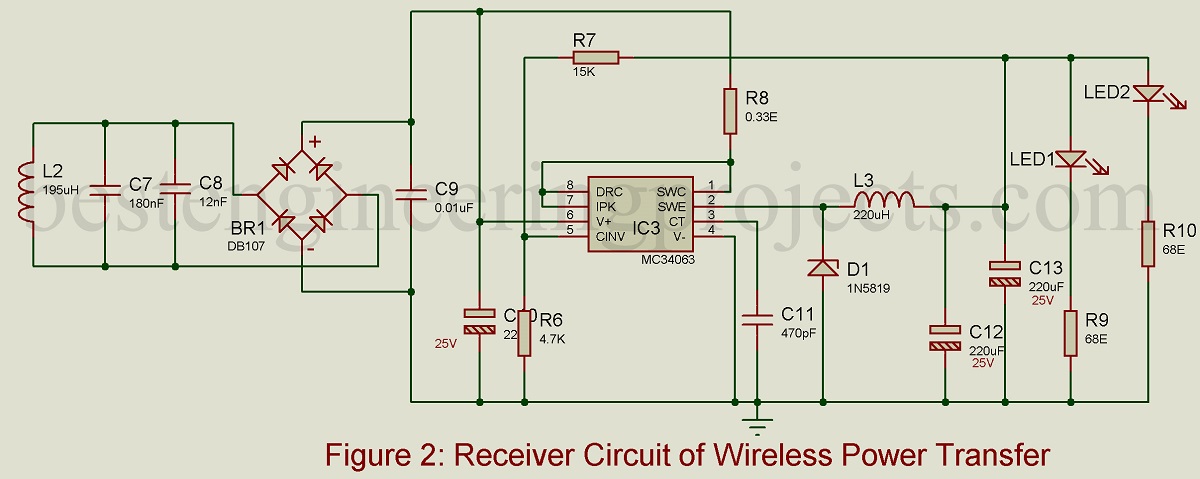 R7
15K
R8
0.33E
LED2
LED1
L2
195uH
C7
180nF
C8
12nF
+
BR1
DB107
-
C9
0.01uF
8 DRC SWC 1
7 IPK SWE 2
6 V+ CT 3
5 CINV V- 4
IC3
MC34063
L3
220uH
R10
68E
D1
1N5819
C13
220uF
25V
R6
4.7K
25V
C11
470pF
C12
220uF
25V
R9
68E
bestengineeringprojects.com
Figure 2: Receiver Circuit of Wireless Power Transfer